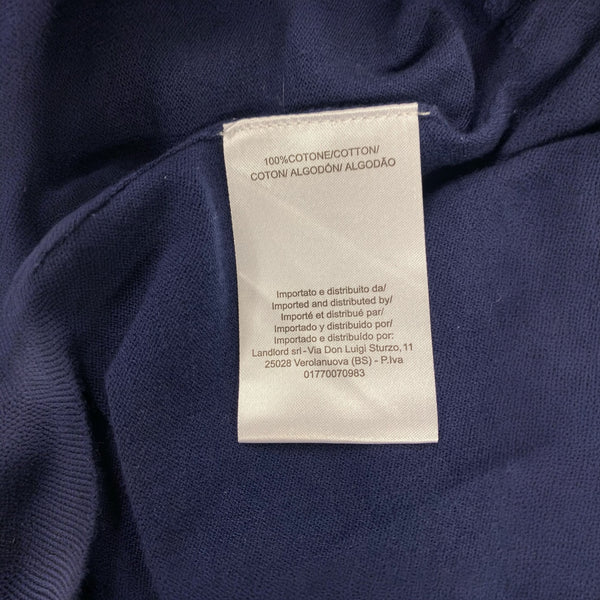 100%COTONE/COTTON/
COTON/ ALGODÓN/ ALGODÃO
Importato e distribuito da/
Imported and distributed by/
Importé et distribué par/
Importado y distribuido por/
Importado e distribuído por:
Landlord srl-Via Don Luigi Sturzo,11
25028 Verolanuova (BS) - P.Iva
01770070983